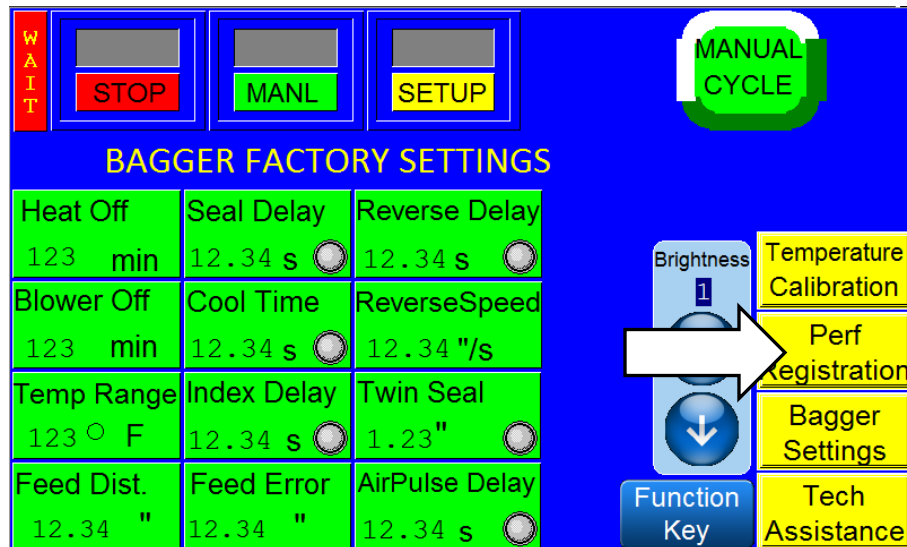 WAIT
STOP
MANL
SETUP
MANUAL
CYCLE
BAGGER FACTORY SETTINGS
Heat Off
123 min
Seal Delay
12.34 s
Reverse Delay
12.34 s
Blower Off
123 min
Cool Time
12.34 s
ReverseSpeed
12.34 "/s
Temp Range
123 ○ F
Index Delay
12.34 s
Twin Seal
1.23"
Feed Dist.
12.34 "
Feed Error
12.34 "
AirPulse Delay
12.34 s
Brightness
1
Function
Key
Temperature
Calibration
Perf
Registration
Bagger
Settings
Tech
Assistance